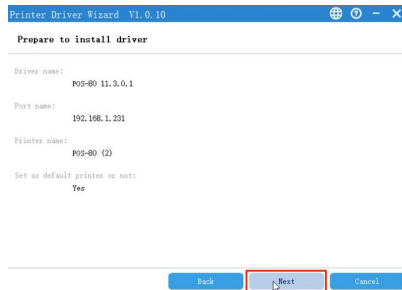 Printer Driver Wizard V1.0.10
Prepare to install driver
Driver name:
POS-80 11.3.0.1
Port name:
192.168.1.231
Printer name:
POS-80 (2)
Set as default printer or not:
Yes
Back
Next
Cancel